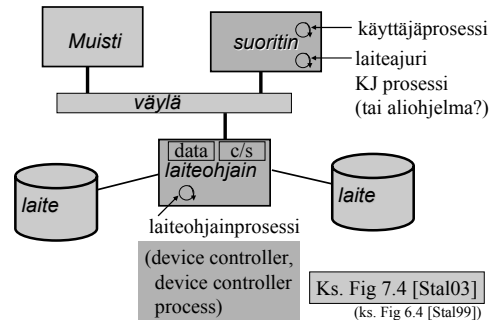 Muisti
suoritin
käyttäjäprosessi
laiteajuri
KJ prosessi
(tai aliohjelma?)
väylä
data c/s
laiteohjain
laite
laite
laiteohjainprosessi
(device controller,
device controller
process)
Ks. Fig 7.4 [Stal03]
(ks. Fig 6.4 [Stal99])